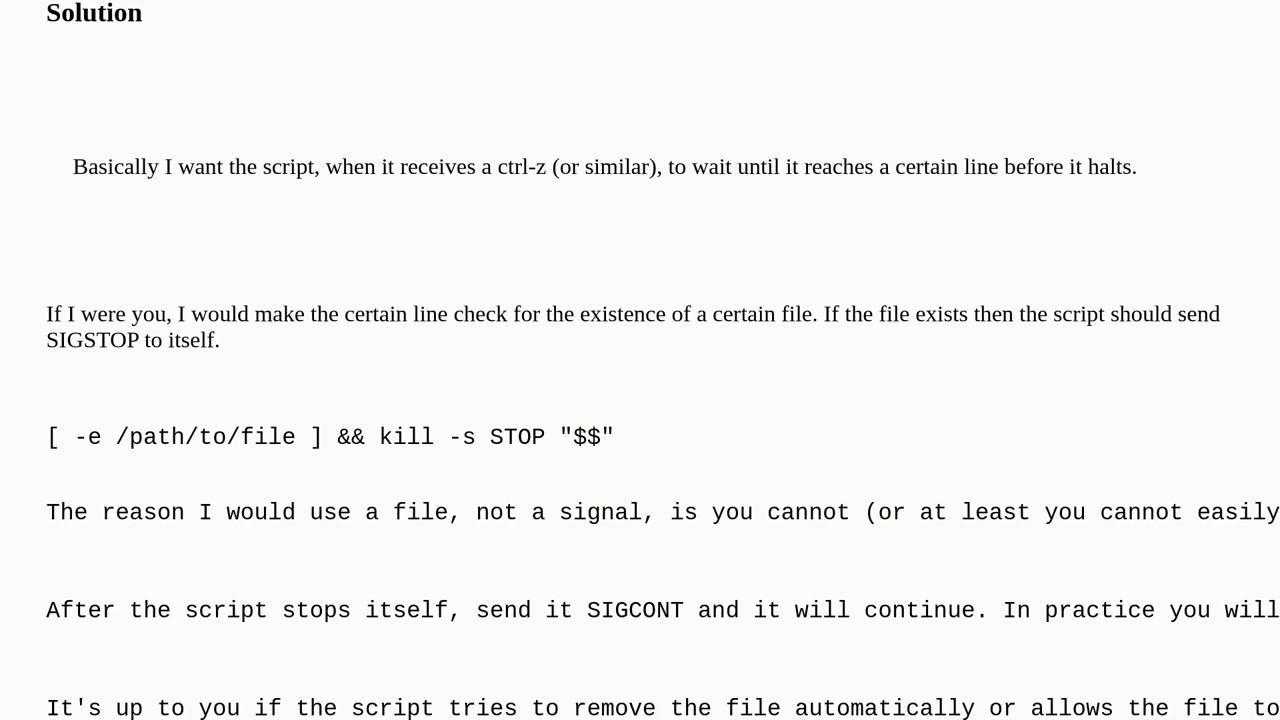 Solution
Basically I want the script, when it receives a ctrl-z (or similar), to wait until it reaches a certain line before it halts.
If I were you, I would make the certain line check for the existence of a certain file. If the file exists then the script should send
SIGSTOP to itself.
[ -e /path/to/file ] && kill -s STOP "$$"
The reason I would use a file, not a signal, is you cannot (or at least you cannot easily
After the script stops itself, send it SIGCONT and it will continue. In practice you will
It's up to you if the script tries to remove the file automatically or allows the file to